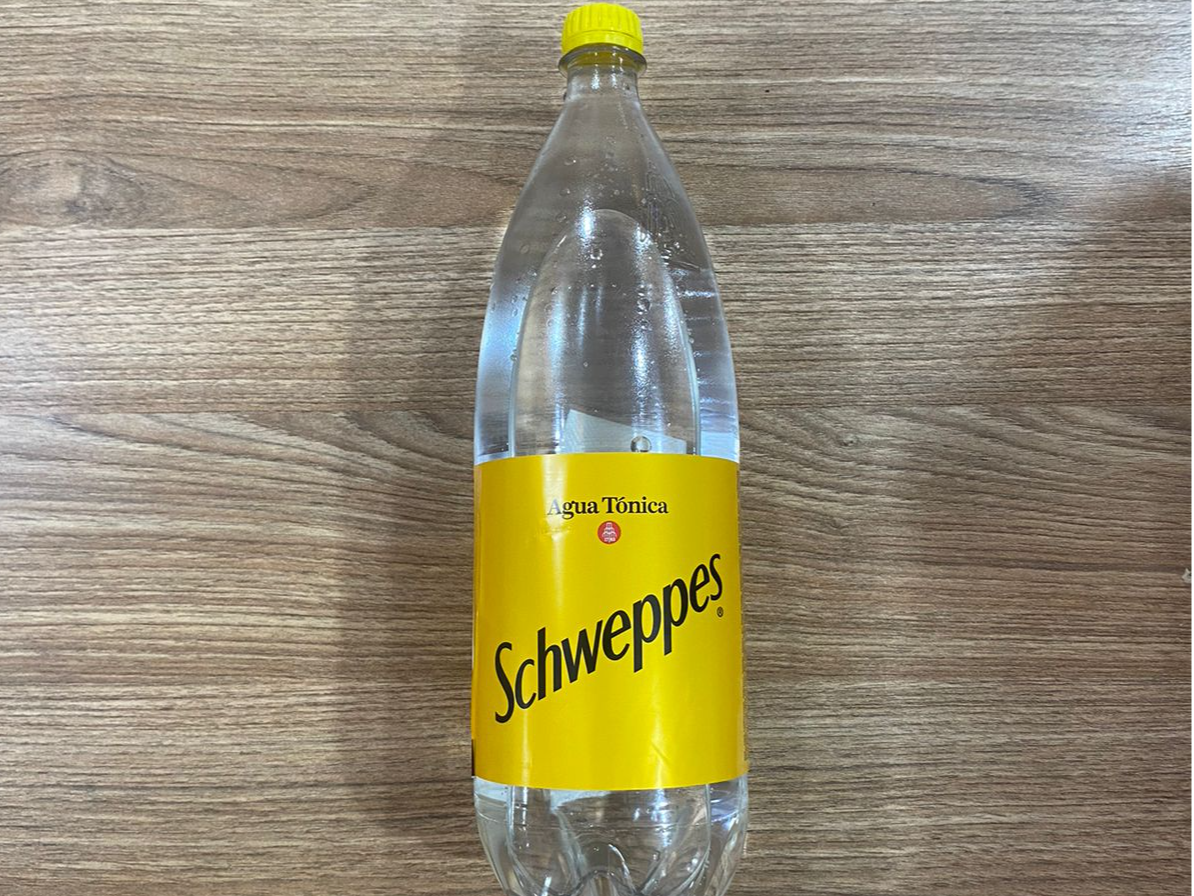 Agua Tónica
Schweppes
®